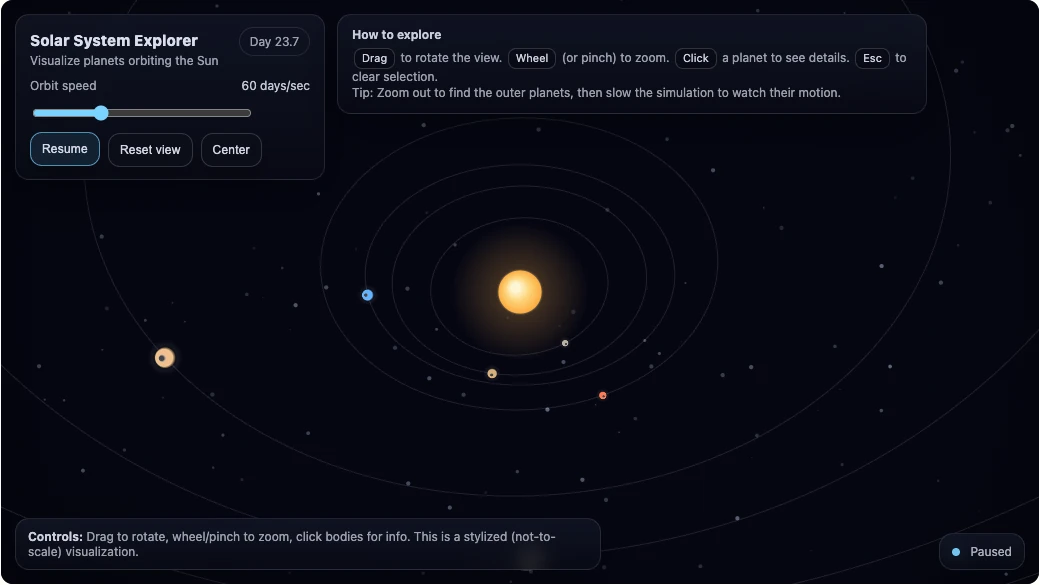 Solar System Explorer
Day 23.7
Visualize planets orbiting the Sun
Orbit speed
60 days/sec
Resume
Reset view
Center
How to explore
Drag to rotate the view. Wheel (or pinch) to zoom. Click a planet to see details. Esc to
clear selection.
Tip: Zoom out to find the outer planets, then slow the simulation to watch their motion.
Controls: Drag to rotate, wheel/pinch to zoom, click bodies for info. This is a stylized (not-to-
scale) visualization.
Paused